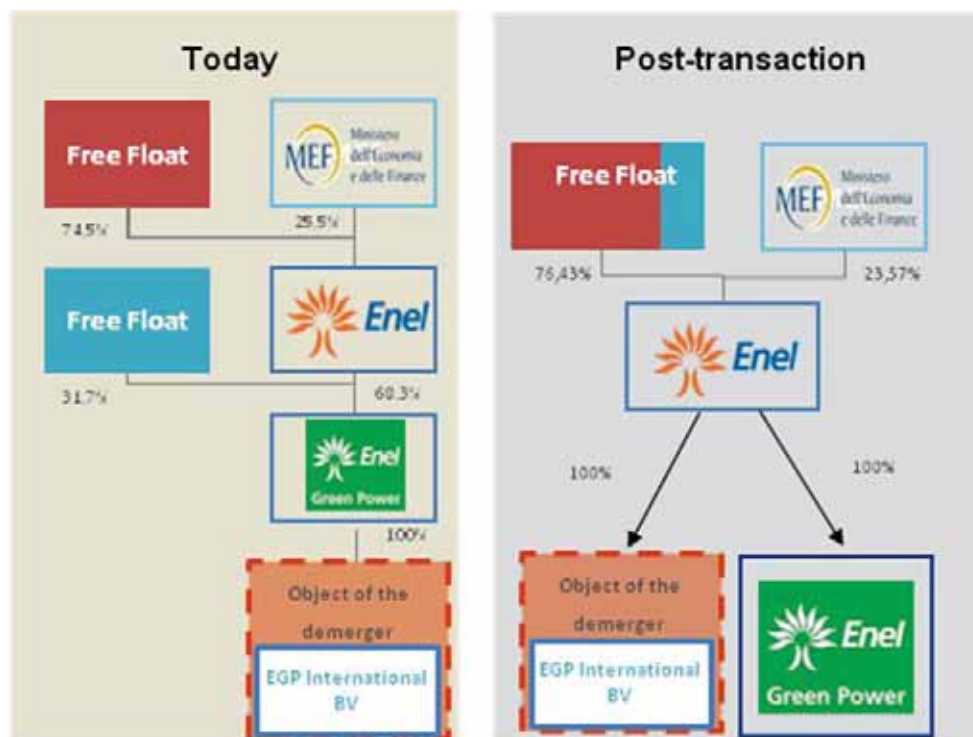 Today
Free Float
MEF
Ministero
dell'Economia
e delle Finanze
74,5%
25,5%
Free Float
Enel
31,7%
68,3%
Enel
Green Power
100%
Object of the
demerger
EGP International
BV
Post-transaction
Free Float
MEF
Ministero
dell'Economia
e delle Finanze
76,43%
23,57%
Enel
100%
100%
Object of the
demerger
EGP International
BV
Enel
Green Power